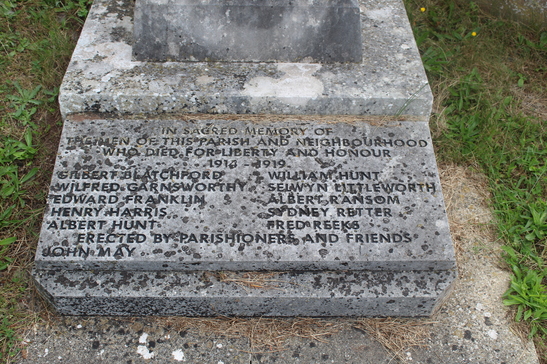 IN SACRED MEMORY OF
THE MEN OF THIS PARISH AND NEIGHBOURHOOD
WHO DIED FOR LIBERTY AND HONOUR
1914 & 1919
GILBERT BLATCHFORD WILLIAM HUNT
WILFRED GARNSWORTHY SELWYN LITTLEWORTH
EDWARD FRANKLIN ALBERT RANSOM
HENRY HARRIS SYDNEY RETTER
ALBERT HUNT FRED REEKS
ERECTED BY PARISHIONERS AND FRIENDS.
JOHN MAY